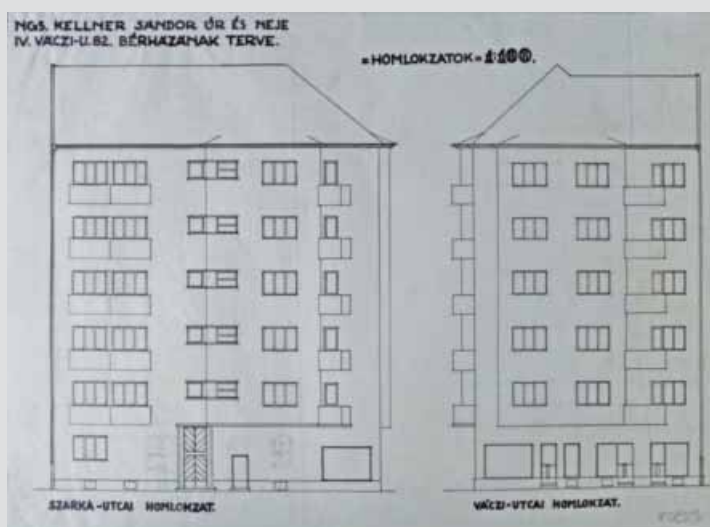 NGS. KELLNER SÁNDOR ÚR ÉS NEJE
IV. VÁCZI-U. 82. BÉRHÁZÁNAK TERVE.
=HOMLOKZATOK=1:100.
SZARKA-UTCAI HOMLOKZAT.
VÁCZI-UTCAI HOMLOKZAT.